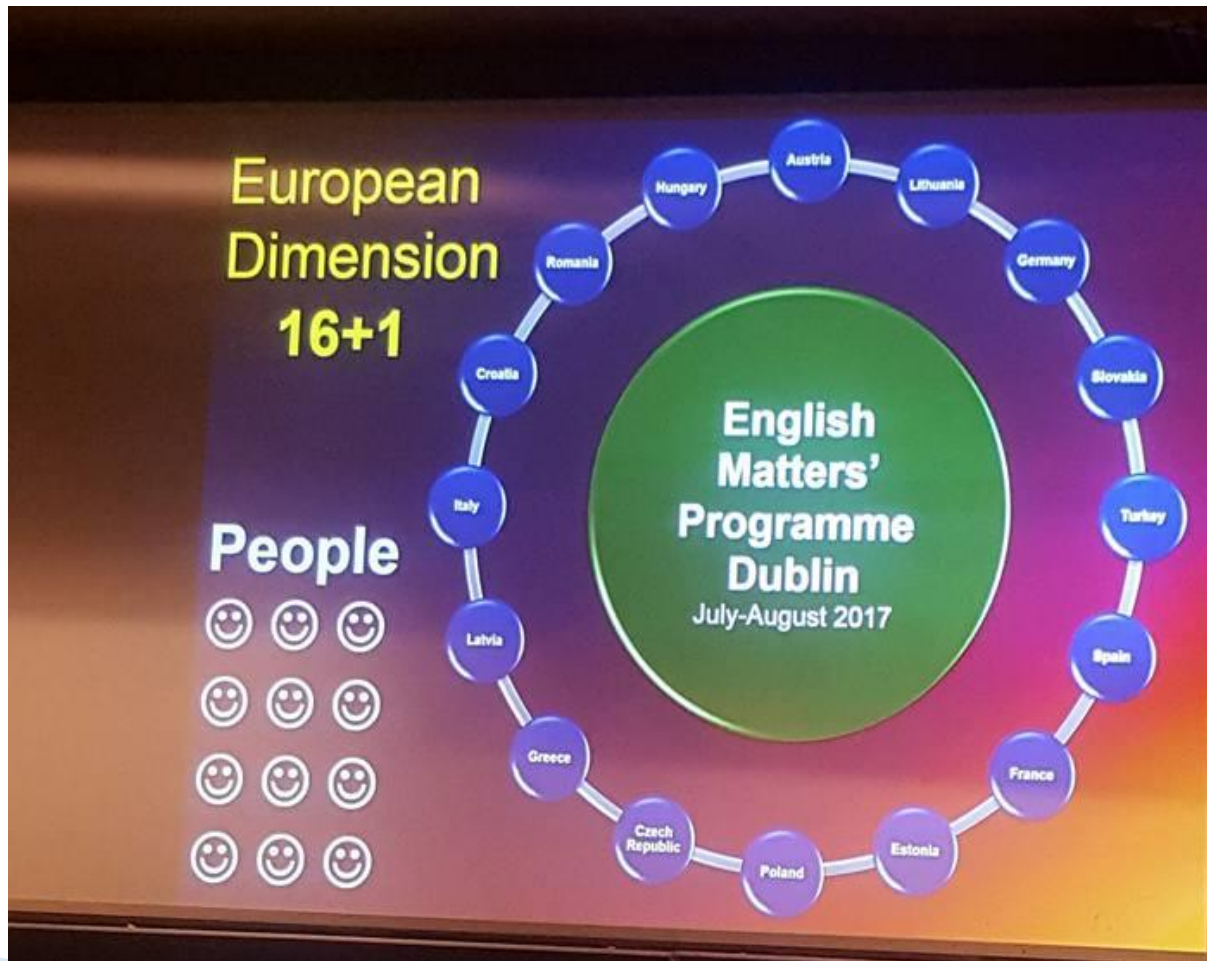 European
Dimension
16+1
People
English
Matters’
Programme
Dublin
July-August 2017
Austria
Lithuania
Germany
Slovakia
Turkey
Spain
France
Estonia
Poland
Czech
Republic
Greece
Latvia
Italy
Croatia
Romania
Hungary